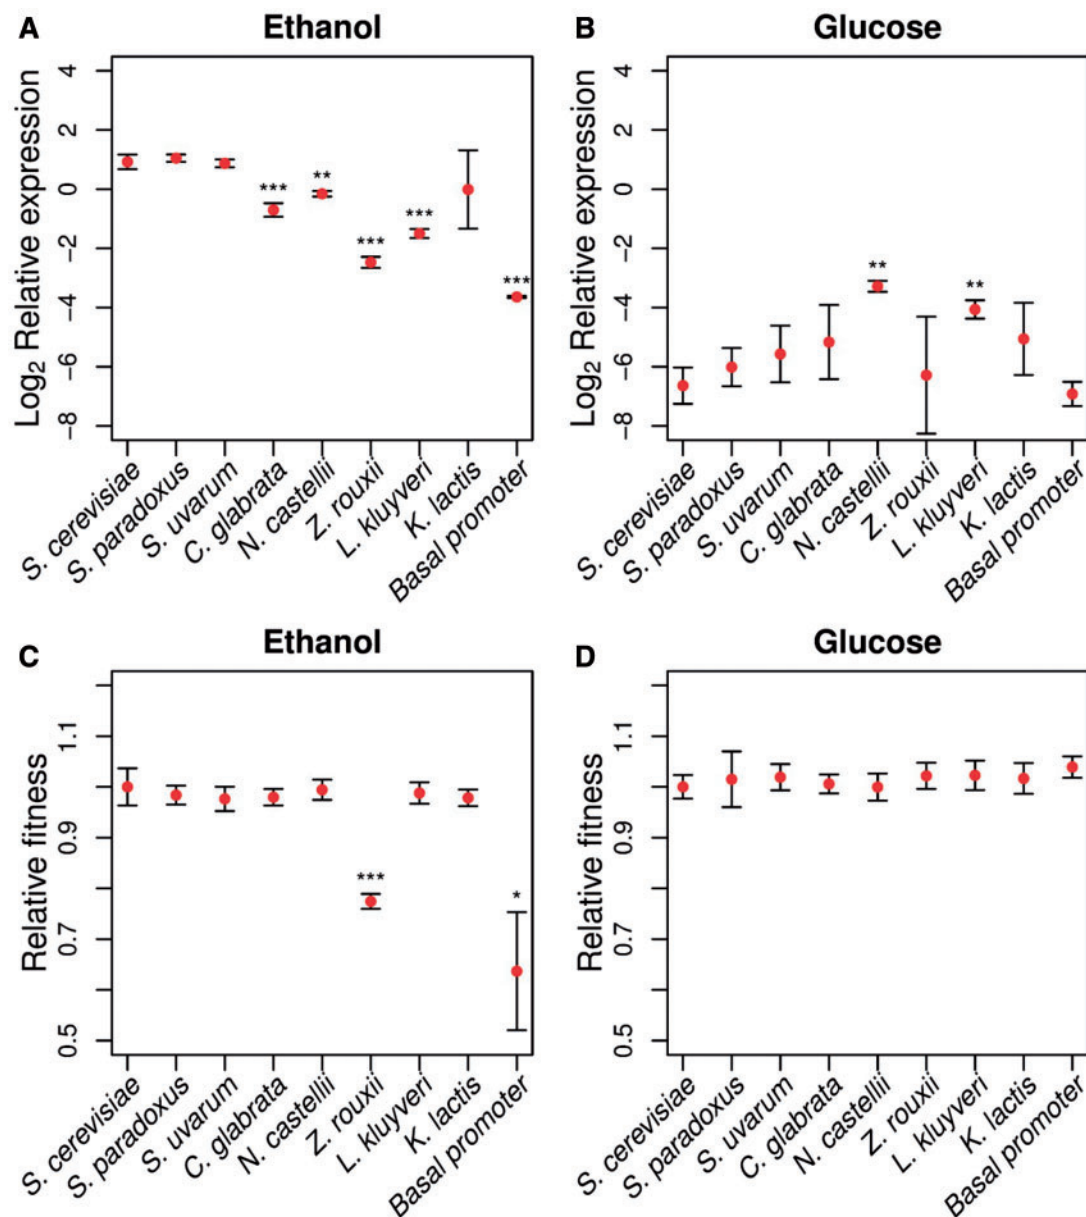 A Ethanol
Log2 Relative expression
4
2
0
−2
−4
−6
−8
***
**
***
***
***
S. cerevisiae
S. paradoxus
S. uvarum
C. glabrata
N. castellii
Z. rouxii
L. kluyveri
K. lactis
Basal promoter
B Glucose
Log2 Relative expression
4
2
0
−2
−4
−6
−8
**
**
S. cerevisiae
S. paradoxus
S. uvarum
C. glabrata
N. castellii
Z. rouxii
L. kluyveri
K. lactis
Basal promoter
C Ethanol
Relative fitness
1.1
0.9
0.7
0.5
***
*
S. cerevisiae
S. paradoxus
S. uvarum
C. glabrata
N. castellii
Z. rouxii
L. kluyveri
K. lactis
Basal promoter
D Glucose
Relative fitness
1.1
0.9
0.7
0.5
S. cerevisiae
S. paradoxus
S. uvarum
C. glabrata
N. castellii
Z. rouxii
L. kluyveri
K. lactis
Basal promoter